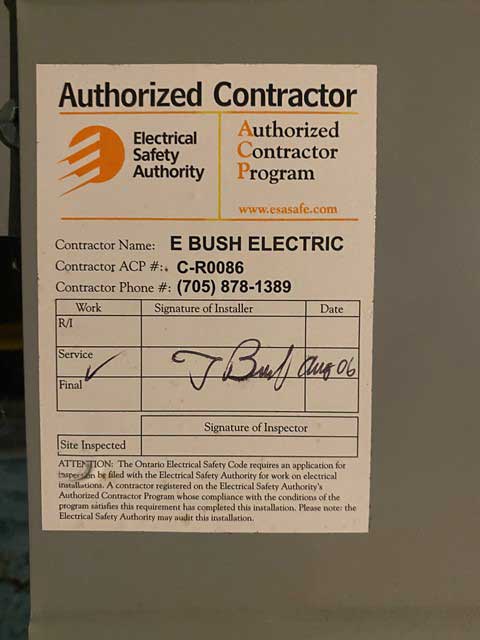 Authorized Contractor
Electrical
Safety
Authority
Authorized
Contractor
Program
www.esasafe.com
Contractor Name: E BUSH ELECTRIC
Contractor ACP #: C-R0086
Contractor Phone #: (705) 878-1389
Work Signature of Installer Date
R/I
Service
✓ J Bush Aug 06
Final
Signature of Inspector
Site Inspected
ATTENTION: The Ontario Electrical Safety Code requires an application for
inspection be filed with the Electrical Safety Authority for work on electrical
installations. A contractor registered on the Electrical Safety Authority's
Authorized Contractor Program whose compliance with the conditions of the
program satisfies this requirement has completed this installation. Please note: the
Electrical Safety Authority may audit this installation.